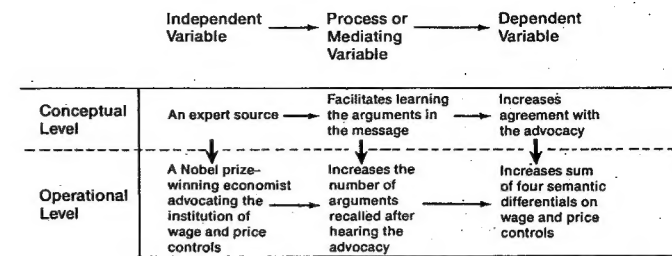 Independent Variable
Process or Mediating Variable
Dependent Variable
Conceptual Level
An expert source
Facilitates learning
the arguments in
the message
Increases
agreement with
the advocacy
Operational Level
A Nobel prize–
winning economist
advocating the
institution of
wage and price
controls
Increases the
number of
arguments
recalled after
hearing the
advocacy
Increases sum
of four semantic
differentials on
wage and price
controls